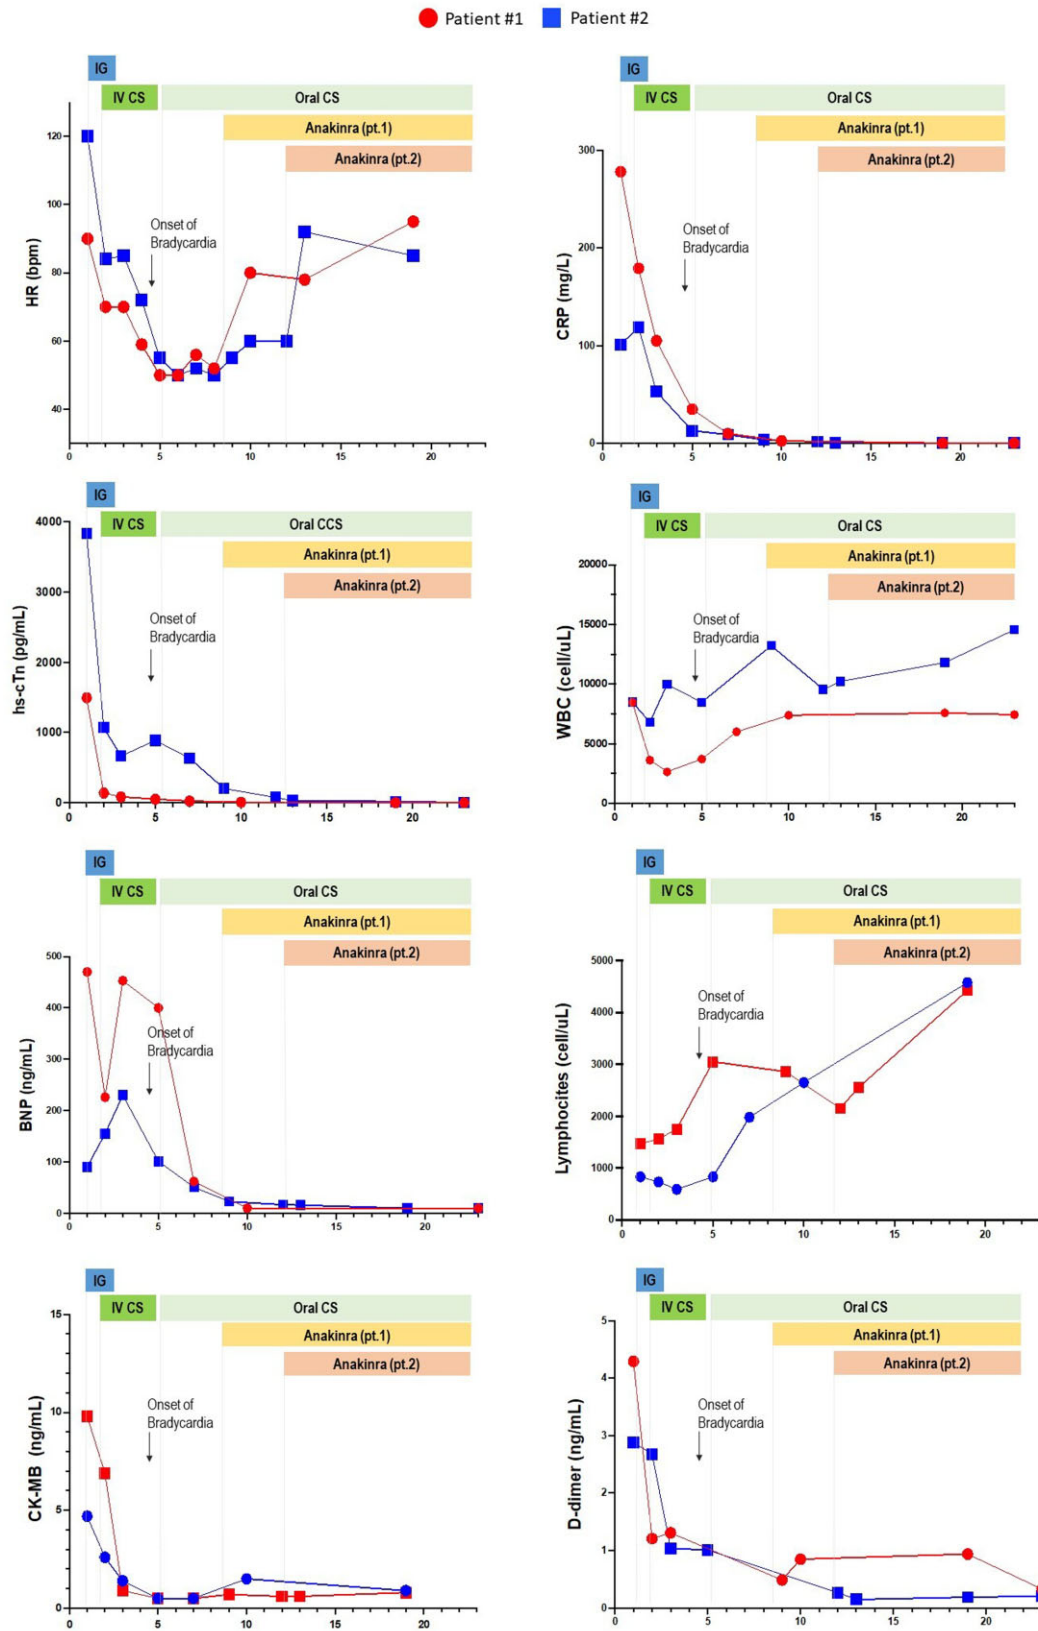 Patient #1 Patient #2
IG
IV CS Oral CS
Anakinra (pt.1)
Anakinra (pt.2)
120
100
80
60
40
HR (bpm)
Onset of
Bradycardia
0 5 10 15 20
IG
IV CS Oral CS
Anakinra (pt.1)
Anakinra (pt.2)
300
200
100
0
CRP (mg/L)
Onset of
Bradycardia
0 5 10 15 20
IG
IV CS Oral CCS
Anakinra (pt.1)
Anakinra (pt.2)
4000
3000
2000
1000
0
hs-cTn (pg/mL)
Onset of
Bradycardia
0 5 10 15 20
IG
IV CS Oral CS
Anakinra (pt.1)
Anakinra (pt.2)
20000
15000
10000
5000
0
WBC (cell/uL)
Onset of
Bradycardia
0 5 10 15 20
IG
IV CS Oral CS
Anakinra (pt.1)
Anakinra (pt.2)
500
400
300
200
100
0
BNP (ng/mL)
Onset of
Bradycardia
0 5 10 15 20
IG
IV CS Oral CS
Anakinra (pt.1)
Anakinra (pt.2)
5000
4000
3000
2000
1000
0
Lymphocytes (cell/uL)
Onset of
Bradycardia
0 5 10 15 20
IG
IV CS Oral CS
Anakinra (pt.1)
Anakinra (pt.2)
15
10
5
0
CK-MB (ng/mL)
Onset of
Bradycardia
0 5 10 15 20
IG
IV CS Oral CS
Anakinra (pt.1)
Anakinra (pt.2)
5
4
3
2
1
0
D-dimer (ng/mL)
Onset of
Bradycardia
0 5 10 15 20